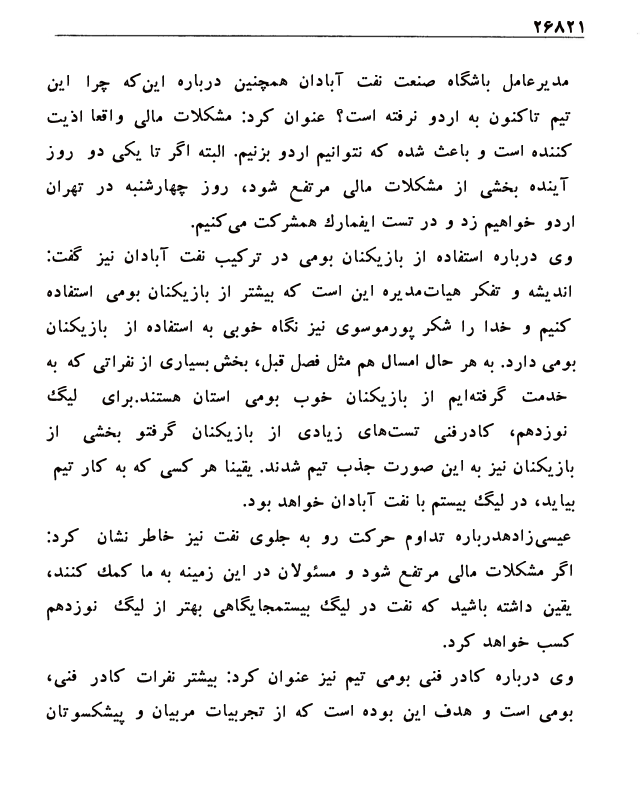 ۲۶۸۲۱
مدیرعامل باشگاه صنعت نفت آبادان همچنین درباره این‌که چرا این
تیم تاکنون به اردو نرفته است؟ عنوان کرد: مشکلات مالی واقعا اذیت
کننده است و باعث شده که نتوانیم اردو بزنیم. البته اگر تا یکی دو روز
آینده بخشی از مشکلات مالی مرتفع شود، روز چهارشنبه در تهران
اردو خواهیم زد و در تست ایفمارك همشرکت می‌کنیم.
وی درباره استفاده از بازیکنان بومی در ترکیب نفت آبادان نیز گفت:
اندیشه و تفکر هیات‌مدیره این است که بیشتر از بازیکنان بومی استفاده
کنیم و خدا را شکر پورموسوی نیز نگاه خوبی به استفاده از بازیکنان
بومی دارد. به هر حال امسال هم مثل فصل قبل، بخش بسیاری از نفراتی که به
خدمت گرفته‌ایم از بازیکنان خوب بومی استان هستند.برای لیگ
نوزدهم، کادرفنی تست‌های زیادی از بازیکنان گرفتو بخشی از
بازیکنان نیز به این صورت جذب تیم شدند. یقینا هر کسی که به کار تیم
بیاید، در لیگ بیستم با نفت آبادان خواهد بود.
عیسی‌زادهدرباره تداوم حرکت رو به جلوی نفت نیز خاطر نشان کرد:
اگر مشکلات مالی مرتفع شود و مسئولان در این زمینه به ما کمك کنند،
یقین داشته باشید که نفت در لیگ بیستمجایگاهی بهتر از لیگ نوزدهم
کسب خواهد کرد.
وی درباره کادر فنی بومی تیم نیز عنوان کرد: بیشتر نفرات کادر فنی،
بومی است و هدف این بوده است که از تجربیات مربیان و پیشکسوتان